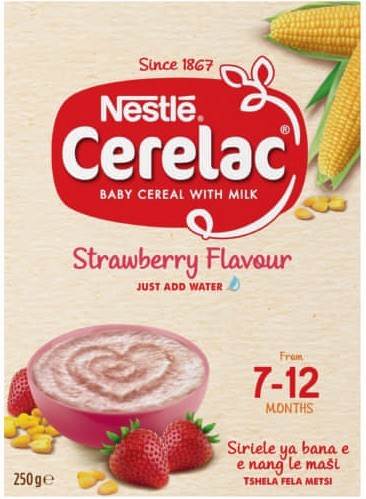 Since 1867
Nestlé®
Cerelac®
BABY CEREAL WITH MILK
Strawberry Flavour
JUST ADD WATER
From
7-12
MONTHS
Siriele ya bana e
e nang le maši
TSHELA FELA METSI
250g℮